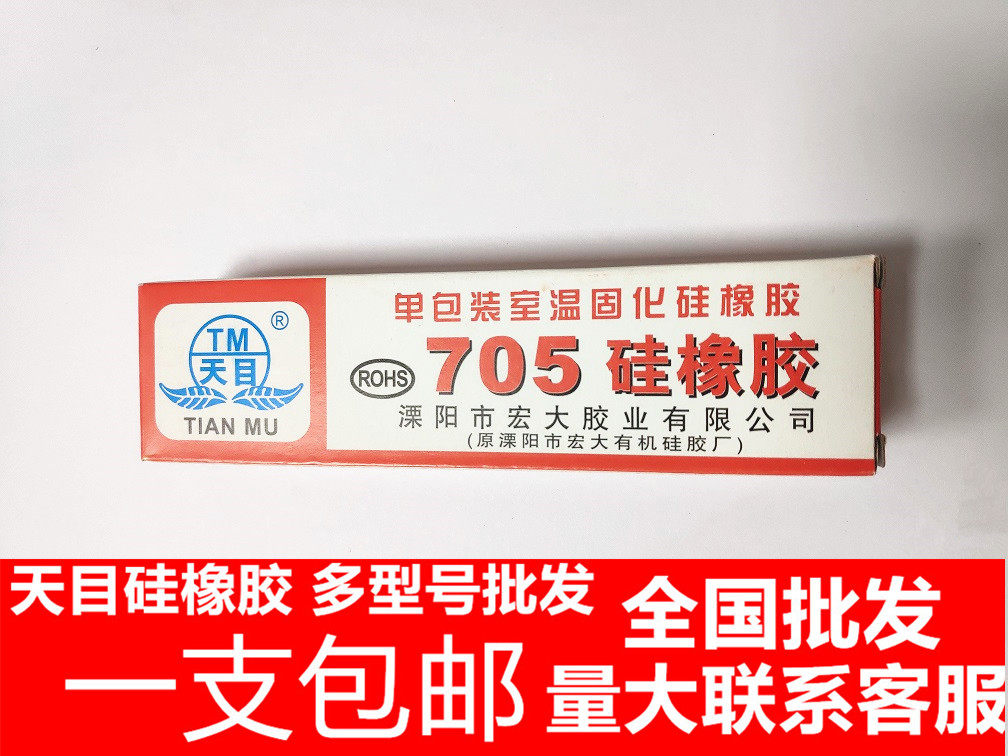 TM
®
天目
TIAN MU
单包装室温固化硅橡胶
ROHS
705 硅橡胶
溧阳市宏大胶业有限公司
(原溧阳市宏大有机硅胶厂)
天目硅橡胶 多型号批发
全国批发
一支包邮
量大联系客服